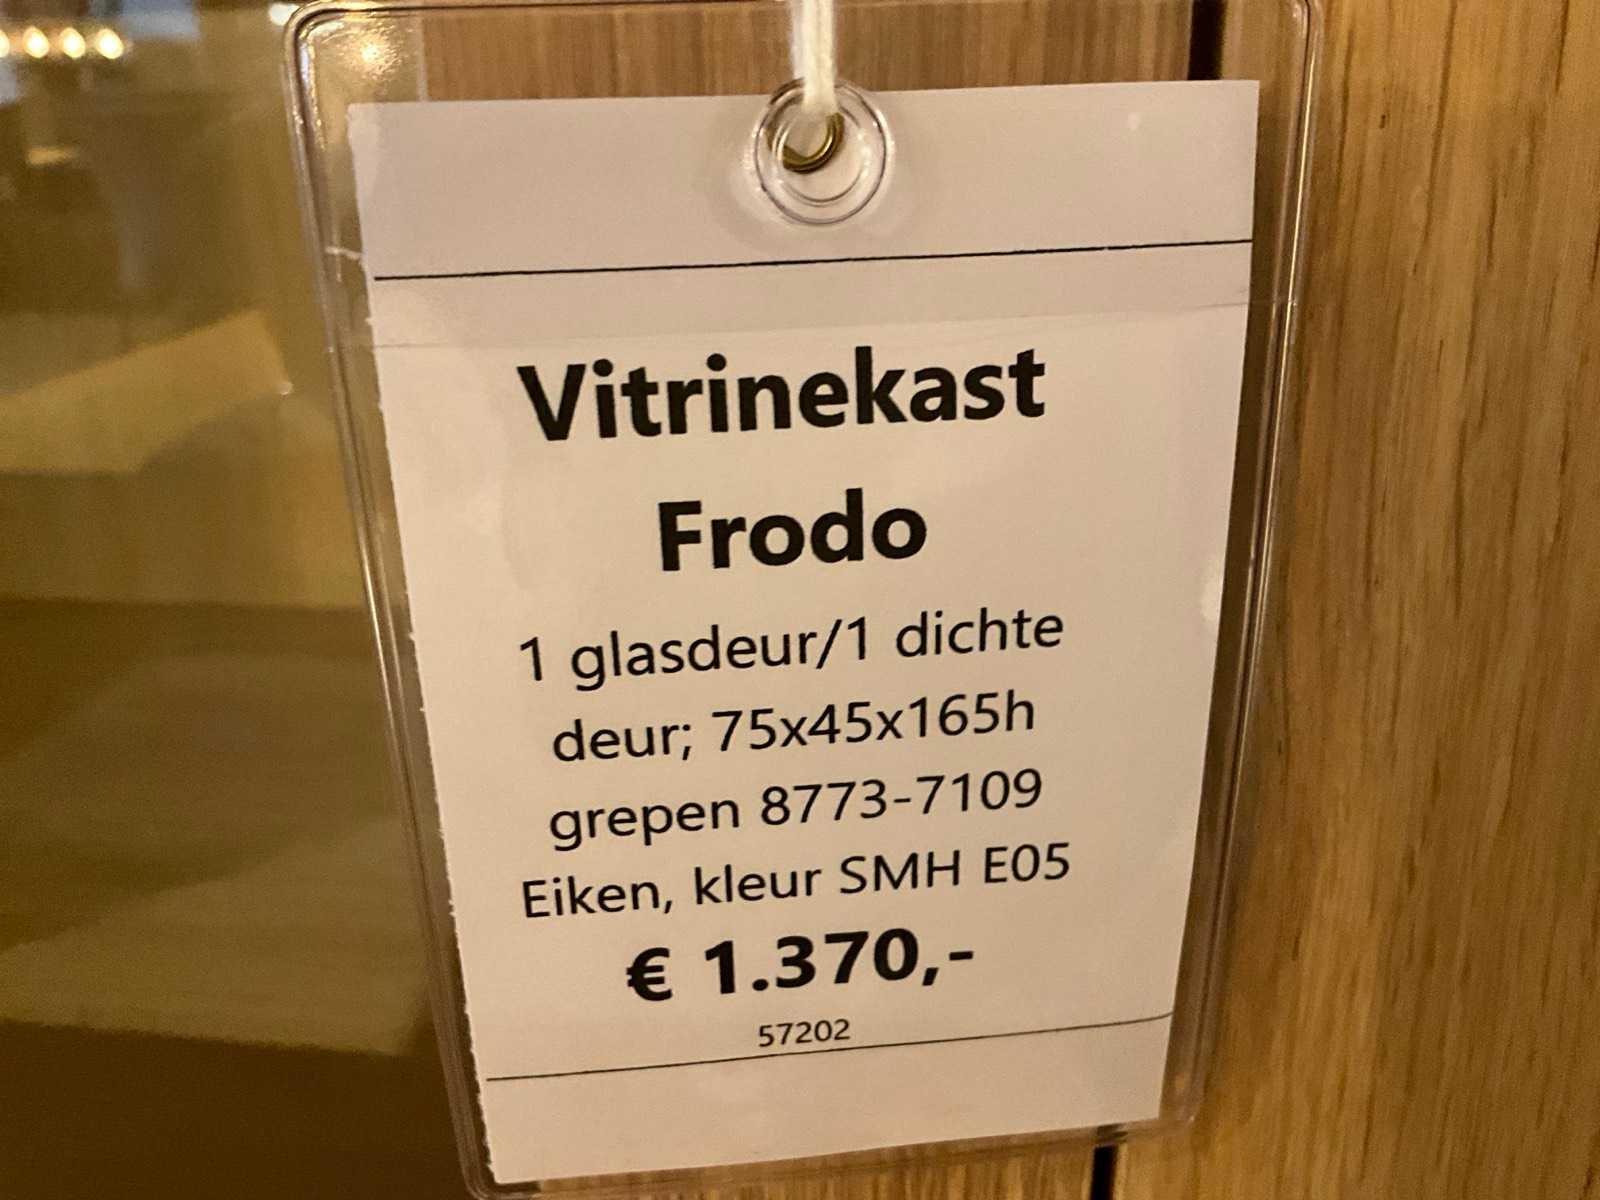 Vitrinekast
Frodo
1 glasdeur/1 dichte
deur; 75x45x165h
grepen 8773-7109
Eiken, kleur SMH E05
€ 1.370,-
57202